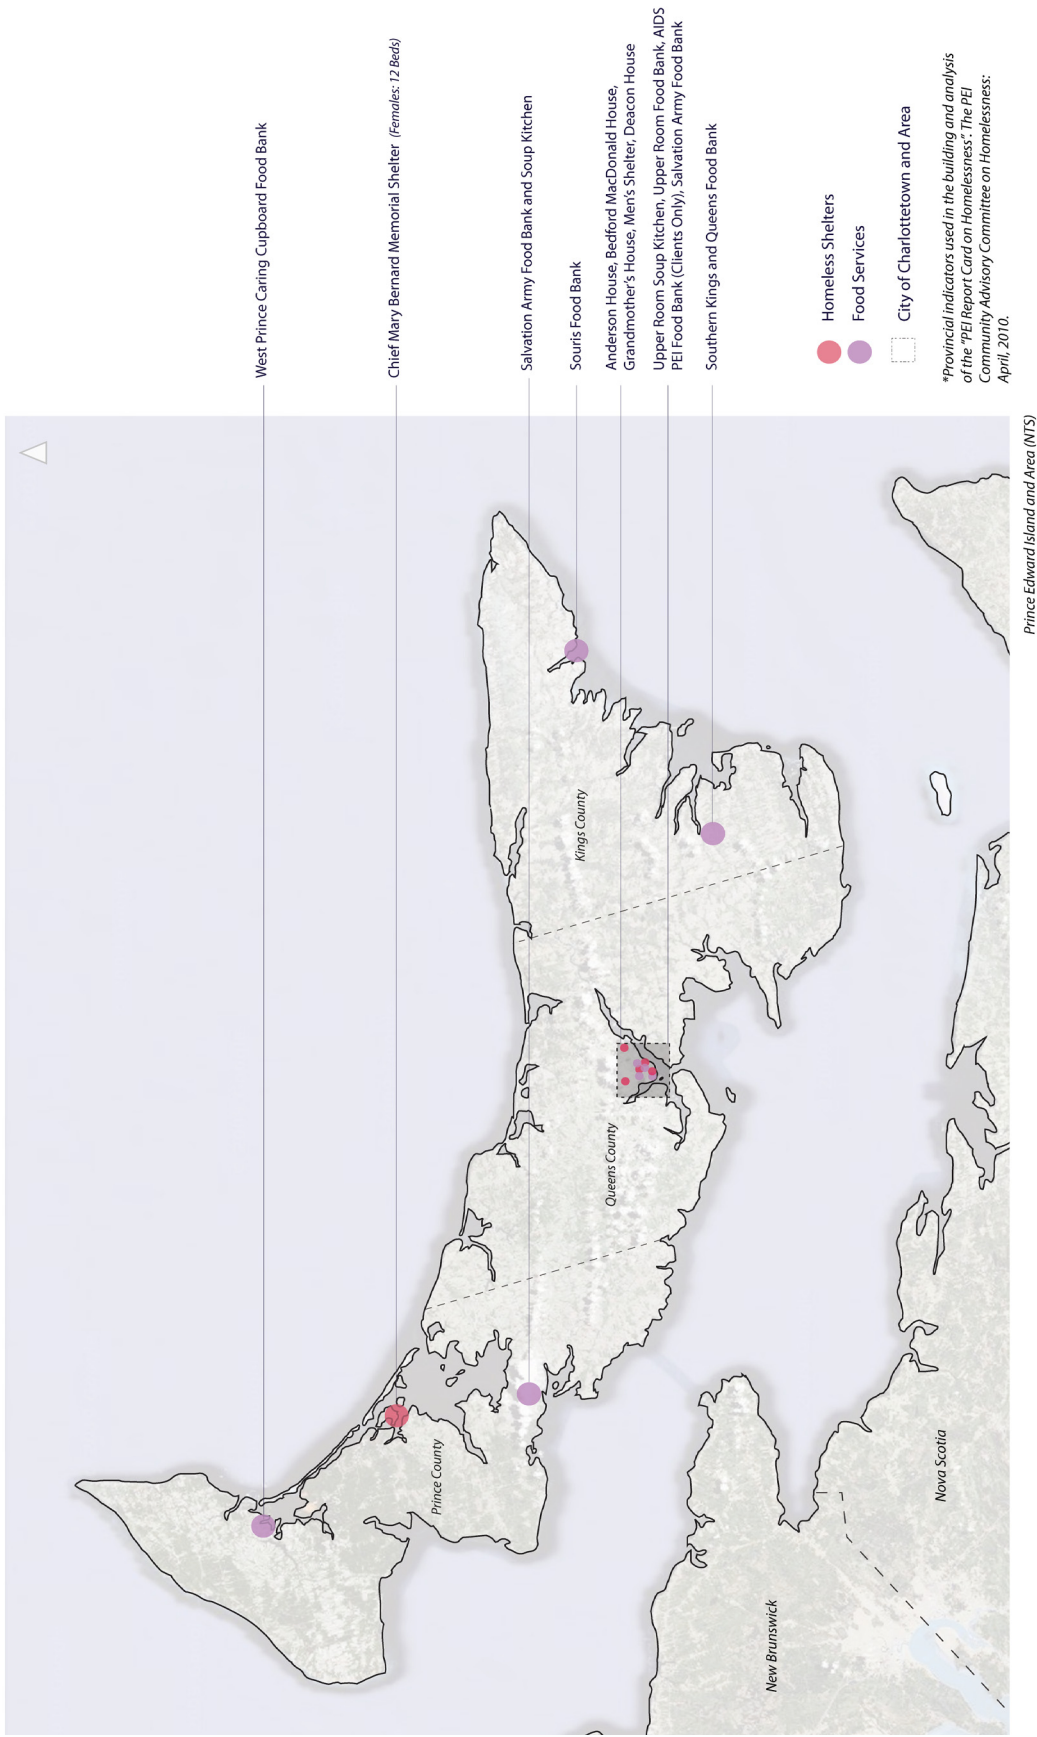 West Prince Caring Cupboard Food Bank
Chief Mary Bernard Memorial Shelter (Females: 12 Beds)
Salvation Army Food Bank and Soup Kitchen
Souris Food Bank
Anderson House, Bedford MacDonald House,
Grandmother's House, Men's Shelter, Deacon House
Upper Room Soup Kitchen, Upper Room Food Bank, AIDS
PEI Food Bank (Clients Only), Salvation Army Food Bank
Southern Kings and Queens Food Bank
Homeless Shelters
Food Services
City of Charlottetown and Area
*Provincial indicators used in the building and analysis
of the "PEI Report Card on Homelessness". The PEI
Community Advisory Committee on Homelessness:
April, 2010.
Kings County
Queens County
Prince County
New Brunswick
Nova Scotia
Prince Edward Island and Area (NTS)